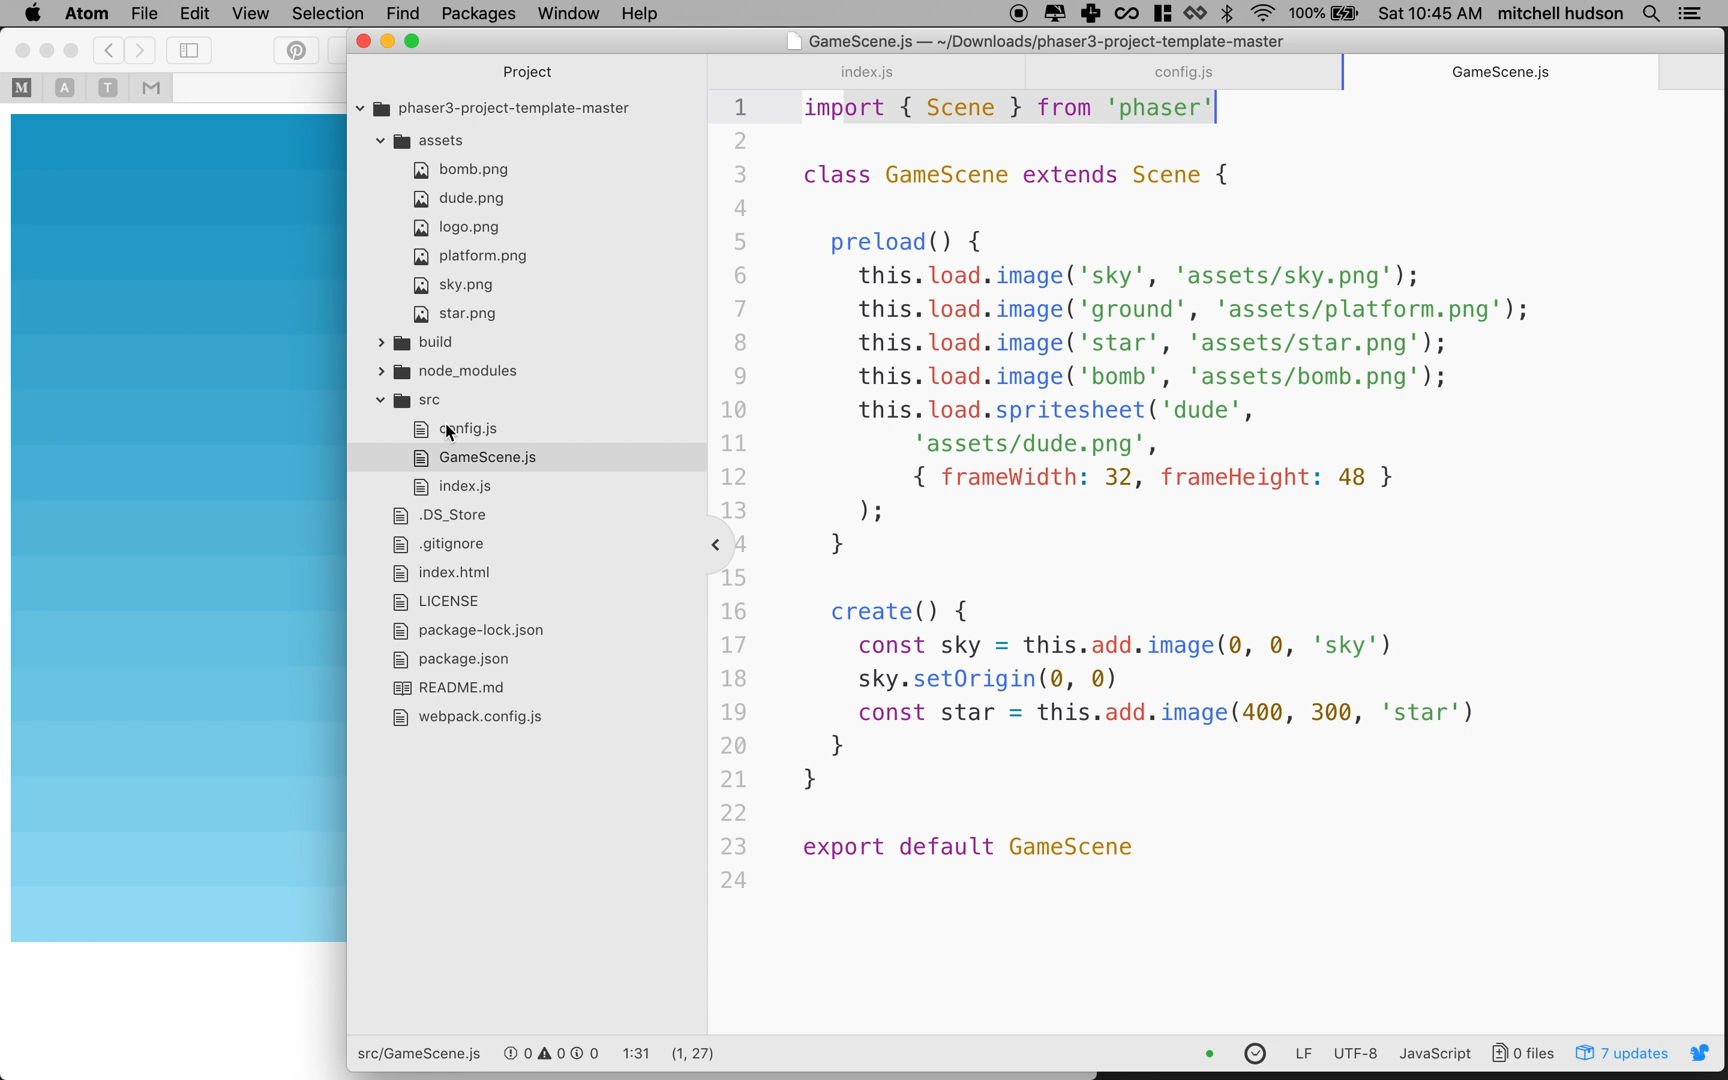 Atom File Edit View Selection Find Packages Window Help 100% Sat 10:45 AM mitchell hudson
GameScene.js — ~/Downloads/phaser3-project-template-master
M A T M
Project
index.js config.js GameScene.js
phaser3-project-template-master
assets
bomb.png
dude.png
logo.png
platform.png
sky.png
star.png
build
node_modules
src
config.js
GameScene.js
index.js
.DS_Store
.gitignore
index.html
LICENSE
package-lock.json
package.json
README.md
webpack.config.js
1 import { Scene } from 'phaser'
2
3 class GameScene extends Scene {
4
5 preload() {
6 this.load.image('sky', 'assets/sky.png');
7 this.load.image('ground', 'assets/platform.png');
8 this.load.image('star', 'assets/star.png');
9 this.load.image('bomb', 'assets/bomb.png');
10 this.load.spritesheet('dude',
11 'assets/dude.png',
12 { frameWidth: 32, frameHeight: 48 }
13 );
4 }
15
16 create() {
17 const sky = this.add.image(0, 0, 'sky')
18 sky.setOrigin(0, 0)
19 const star = this.add.image(400, 300, 'star')
20 }
21 }
22
23 export default GameScene
24
src/GameScene.js 0 0 0 1:31 (1, 27) LF UTF-8 JavaScript 0 files 7 updates